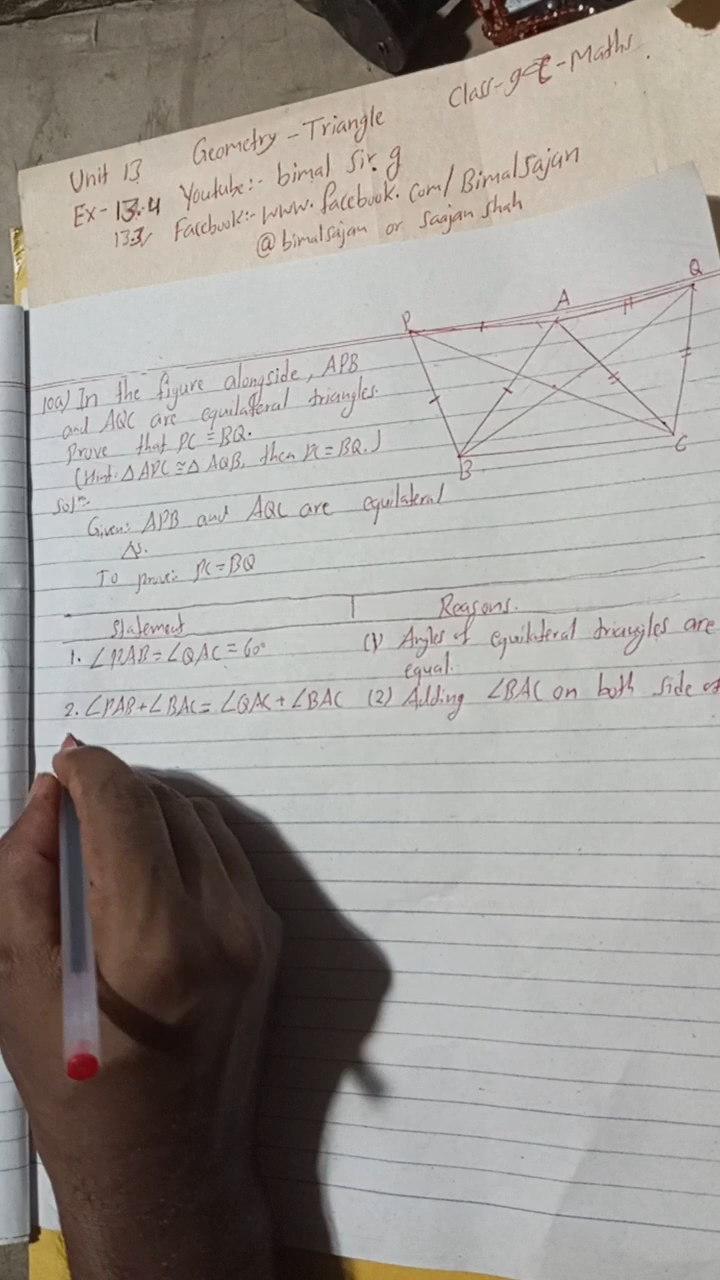 Unit 13 Geometry - Triangle Class-9 - Maths.
Ex- 13.4 Youtube:- bimal sir g
13.3/ Facebook:- www.facebook.com/Bimalsajan
@bimalsajan or saajan shah
P A Q
B C
10a) In the figure alongside, APB
and AQC are equilateral triangles.
Prove that PC = BQ.
(Hint: △APC ≅ △AQB, then PC = BQ.)
Solⁿ:
Given: APB and AQC are equilateral
△s.
To prove: PC = BQ
Statement Reasons.
1. ∠PAB = ∠QAC = 60° (1) Angles of equilateral triangles are
equal.
2. ∠PAB + ∠BAC = ∠QAC + ∠BAC (2) Adding ∠BAC on both side of